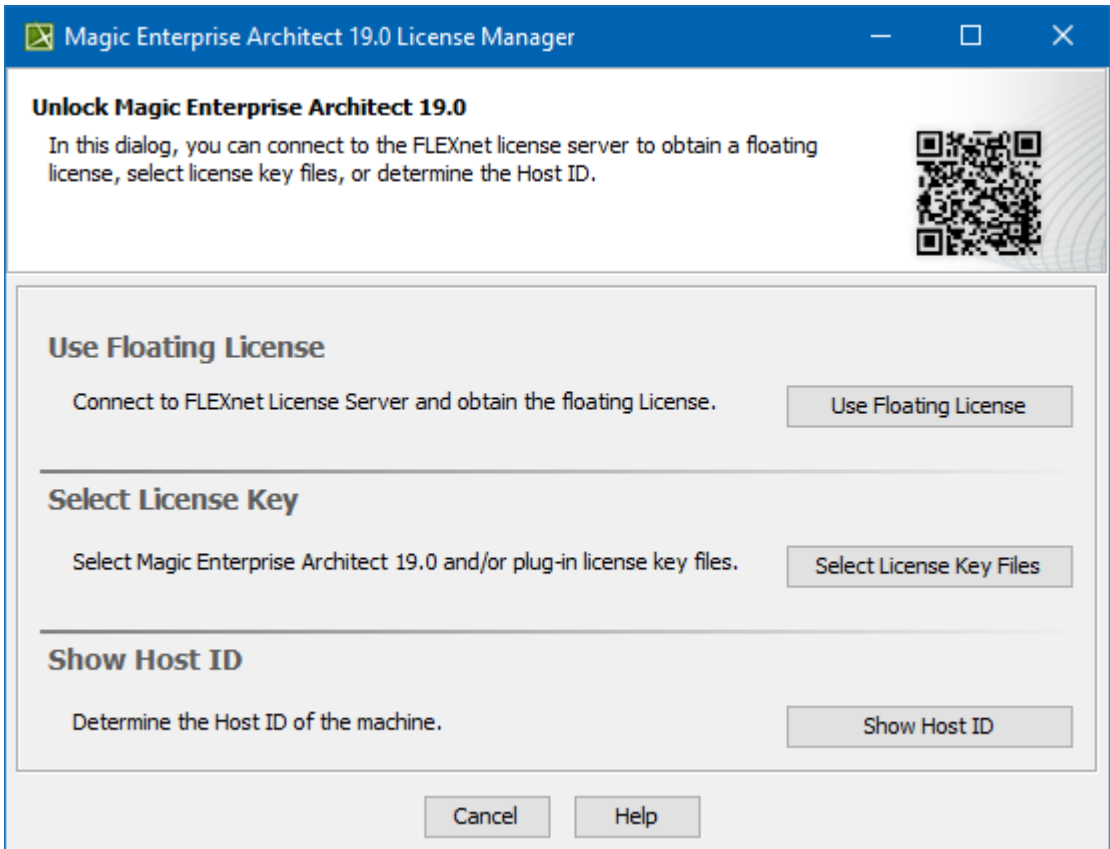 Magic Enterprise Architect 19.0 License Manager
Unlock Magic Enterprise Architect 19.0
In this dialog, you can connect to the FLEXnet license server to obtain a floating
license, select license key files, or determine the Host ID.
Use Floating License
Connect to FLEXnet License Server and obtain the floating License.
Use Floating License
Select License Key
Select Magic Enterprise Architect 19.0 and/or plug-in license key files.
Select License Key Files
Show Host ID
Determine the Host ID of the machine.
Show Host ID
Cancel
Help